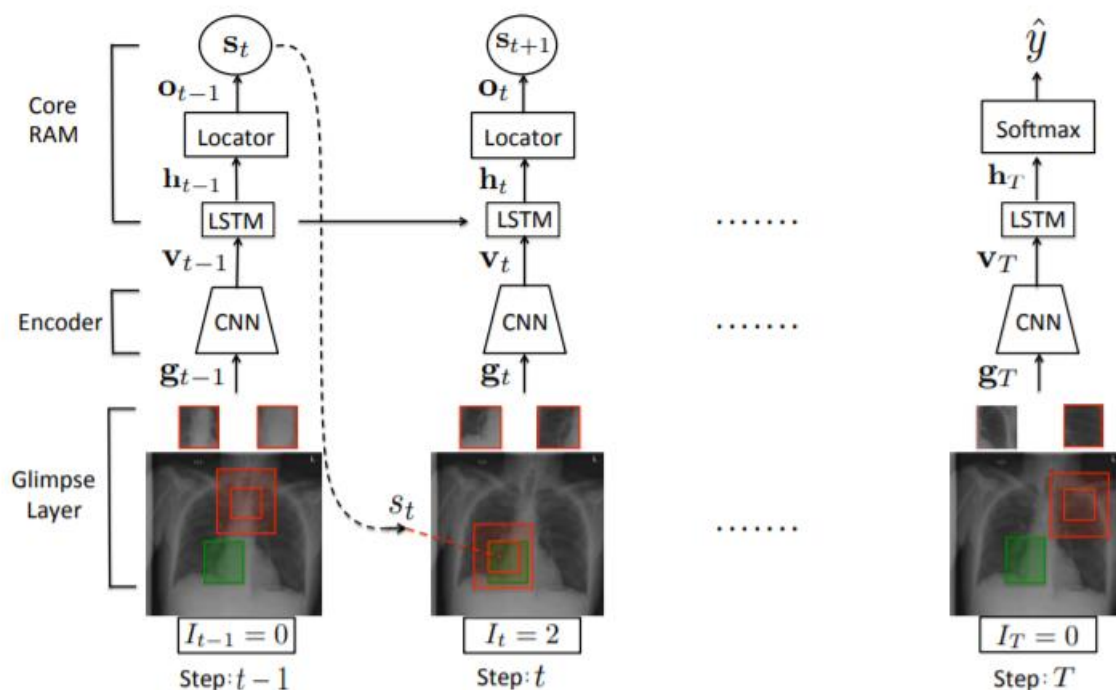 s_t
s_{t+1}
ŷ
o_{t−1}
o_t
Core
RAM
Locator
Locator
Softmax
h_{t−1}
h_t
h_T
LSTM
LSTM
.......
LSTM
v_{t−1}
v_t
v_T
Encoder
CNN
CNN
.......
CNN
g_{t−1}
g_t
g_T
Glimpse
Layer
s_t
.......
I_{t−1} = 0
I_t = 2
I_T = 0
Step: t − 1
Step: t
Step: T